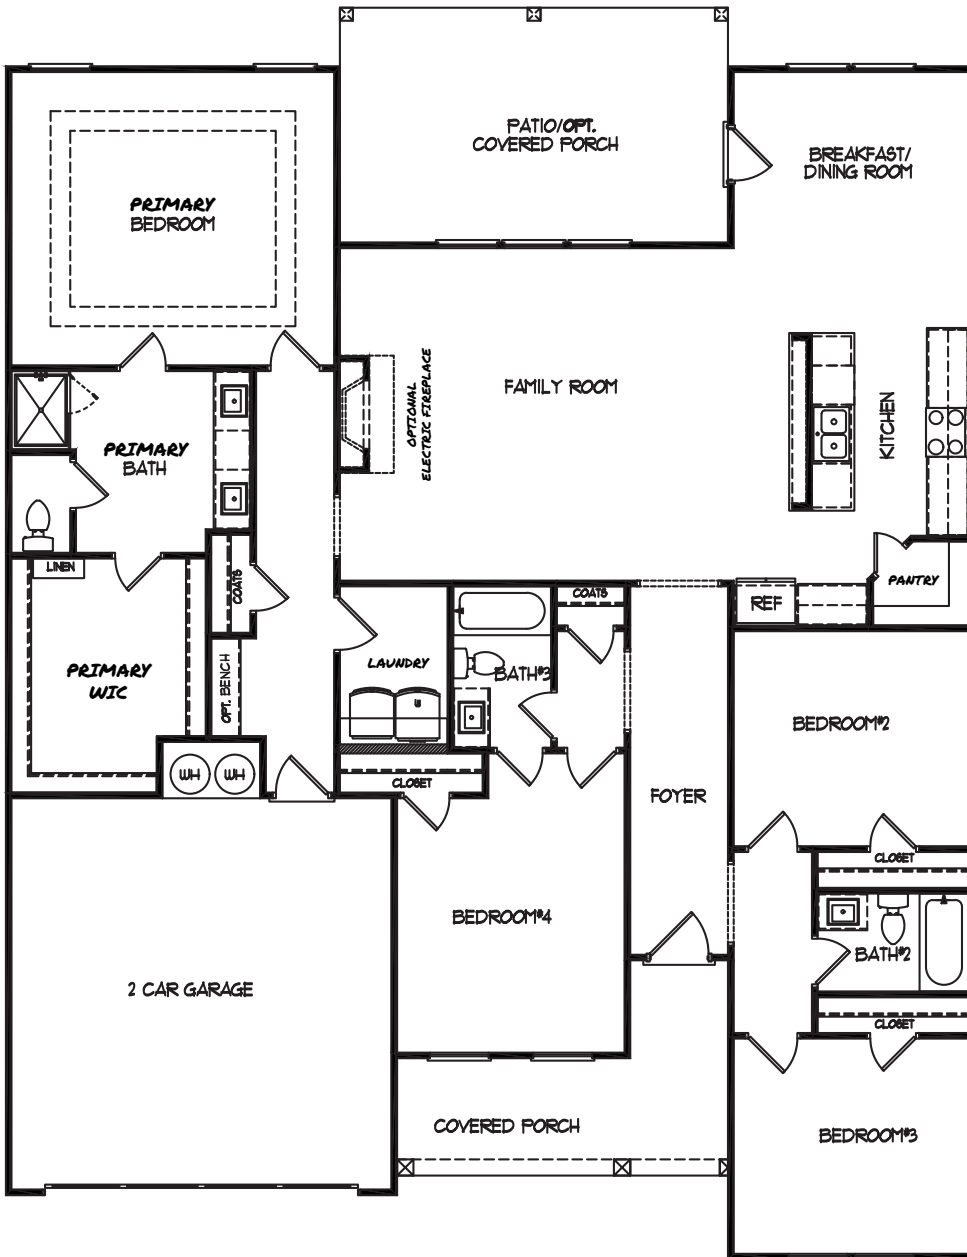 PATIO/OPT.
COVERED PORCH
BREAKFAST/
DINING ROOM
PRIMARY
BEDROOM
OPTIONAL
ELECTRIC FIREPLACE
FAMILY ROOM
KITCHEN
PRIMARY
BATH
LINEN
COATS
PANTRY
COATS
REF
LAUNDRY
BATH#3
PRIMARY
WIC
OPT. BENCH
BEDROOM#2
WH
WH
CLOSET
FOYER
CLOSET
BEDROOM#4
BATH#2
2 CAR GARAGE
CLOSET
COVERED PORCH
BEDROOM#3